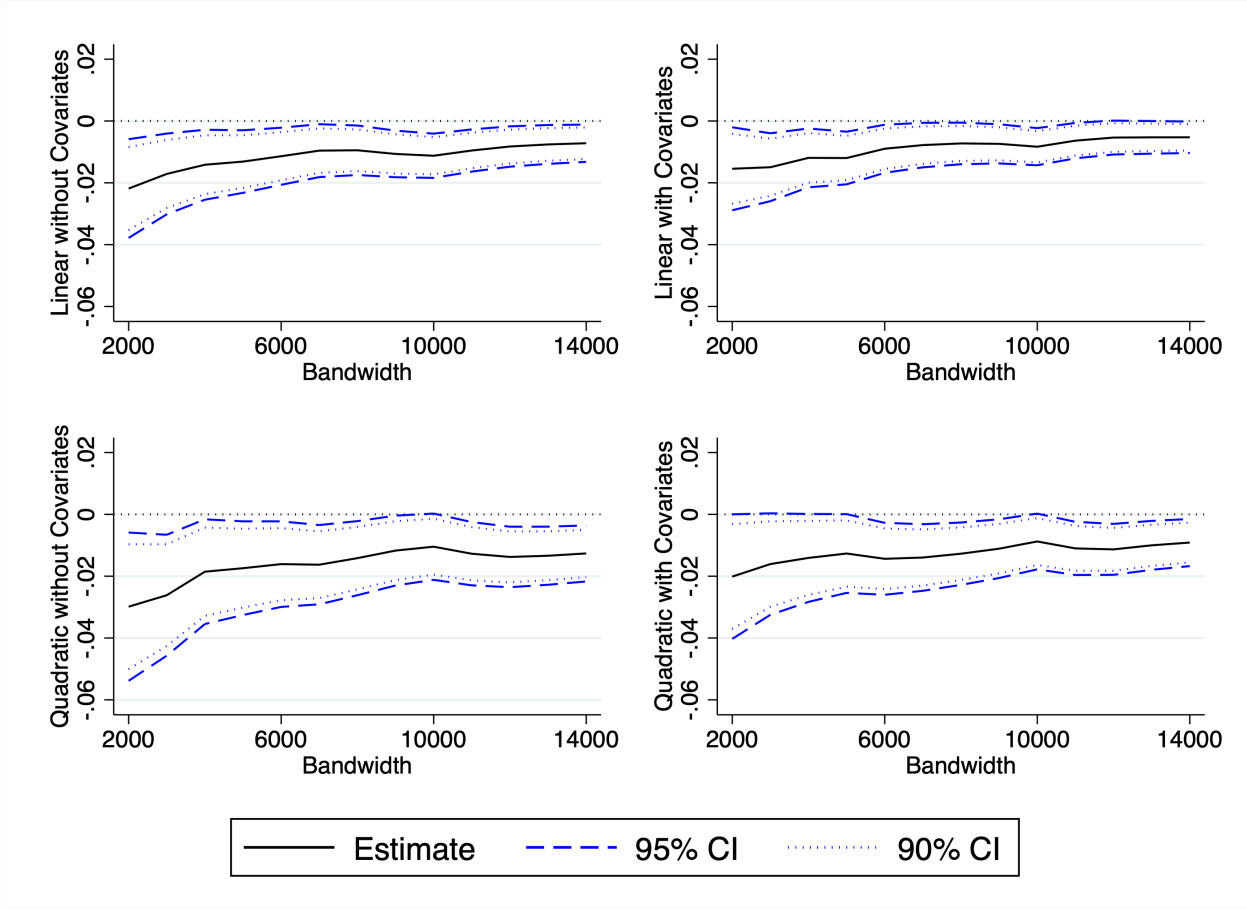 Linear without Covariates
.02
0
-.02
-.04
-.06
2000 6000 10000 14000
Bandwidth
Linear with Covariates
.02
0
-.02
-.04
-.06
2000 6000 10000 14000
Bandwidth
Quadratic without Covariates
.02
0
-.02
-.04
-.06
2000 6000 10000 14000
Bandwidth
Quadratic with Covariates
.02
0
-.02
-.04
-.06
2000 6000 10000 14000
Bandwidth
Estimate 95% CI 90% CI